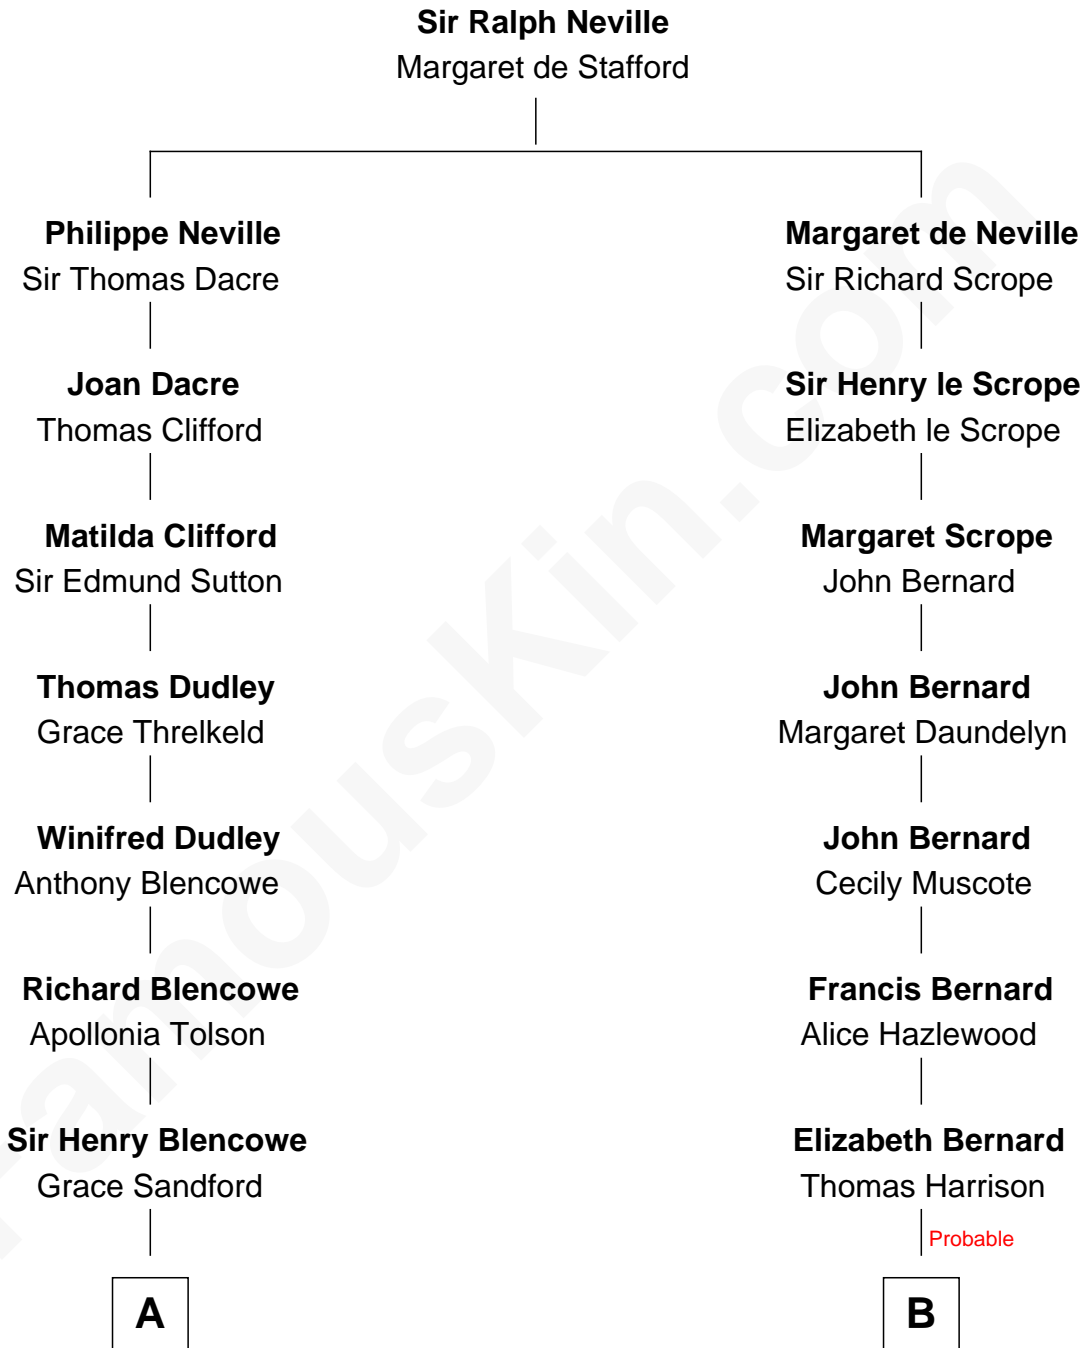 Sir Ralph Neville
Margaret de Stafford
Philippe Neville
Sir Thomas Dacre
Margaret de Neville
Sir Richard Scrope
Joan Dacre
Thomas Clifford
Sir Henry le Scrope
Elizabeth le Scrope
Matilda Clifford
Sir Edmund Sutton
Margaret Scrope
John Bernard
Thomas Dudley
Grace Threlkeld
John Bernard
Margaret Daundelyn
Winifred Dudley
Anthony Blencowe
John Bernard
Cecily Muscote
Richard Blencowe
Apollonia Tolson
Francis Bernard
Alice Hazlewood
Sir Henry Blencowe
Grace Sandford
Elizabeth Bernard
Thomas Harrison
Probable
A
B
FamousKin.com